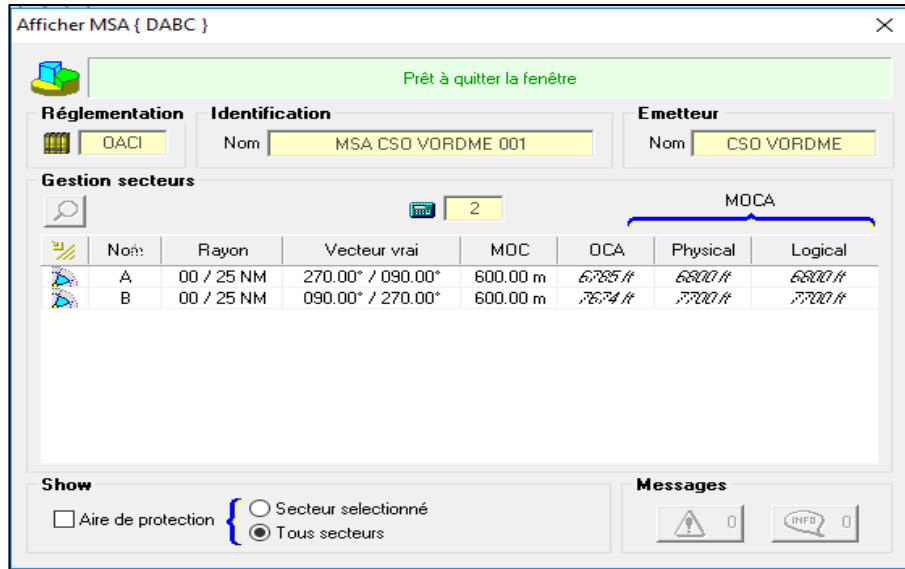 Afficher MSA { DABC }
Prêt à quitter la fenêtre
Réglementation Identification Emetteur
OACI Nom MSA CSO VORDME 001 Nom CSO VORDME
Gestion secteurs
2 MOCA
Nom Rayon Vecteur vrai MOC OCA Physical Logical
A 00 / 25 NM 270.00° / 090.00° 600.00 m 6785 ft 6800 ft 6800 ft
B 00 / 25 NM 090.00° / 270.00° 600.00 m 7674 ft 7700 ft 7700 ft
Show Messages
Aire de protection Secteur selectionné
Tous secteurs
0 INFO 0